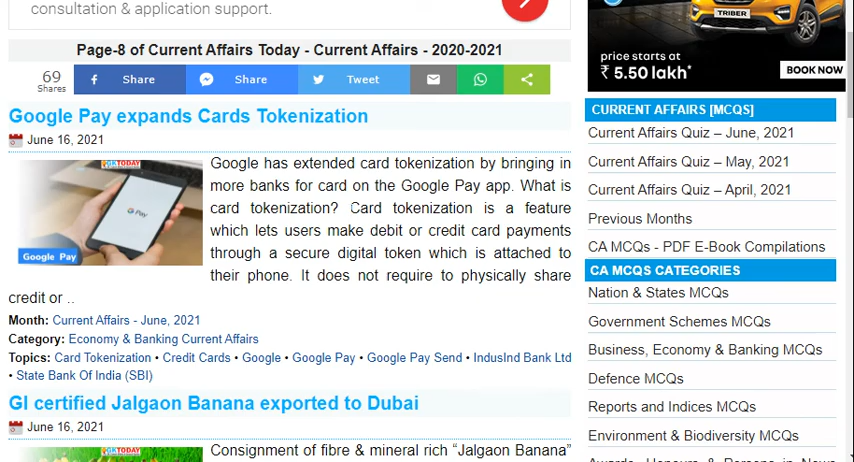 consultation & application support.
Page-8 of Current Affairs Today - Current Affairs - 2020-2021
69
Shares
Share
Share
Tweet
Google Pay expands Cards Tokenization
June 16, 2021
GKTODAY
G Pay
Google Pay
Google has extended card tokenization by bringing in
more banks for card on the Google Pay app. What is
card tokenization? Card tokenization is a feature
which lets users make debit or credit card payments
through a secure digital token which is attached to
their phone. It does not require to physically share
credit or ..
Month: Current Affairs - June, 2021
Category: Economy & Banking Current Affairs
Topics: Card Tokenization • Credit Cards • Google • Google Pay • Google Pay Send • IndusInd Bank Ltd
• State Bank Of India (SBI)
GI certified Jalgaon Banana exported to Dubai
June 16, 2021
GKTODAY
Consignment of fibre & mineral rich “Jalgaon Banana”
TRIBER
price starts at
₹ 5.50 lakh*
BOOK NOW
CURRENT AFFAIRS [MCQS]
Current Affairs Quiz – June, 2021
Current Affairs Quiz – May, 2021
Current Affairs Quiz – April, 2021
Previous Months
CA MCQs - PDF E-Book Compilations
CA MCQS CATEGORIES
Nation & States MCQs
Government Schemes MCQs
Business, Economy & Banking MCQs
Defence MCQs
Reports and Indices MCQs
Environment & Biodiversity MCQs
Awards, Honours & Persons in News